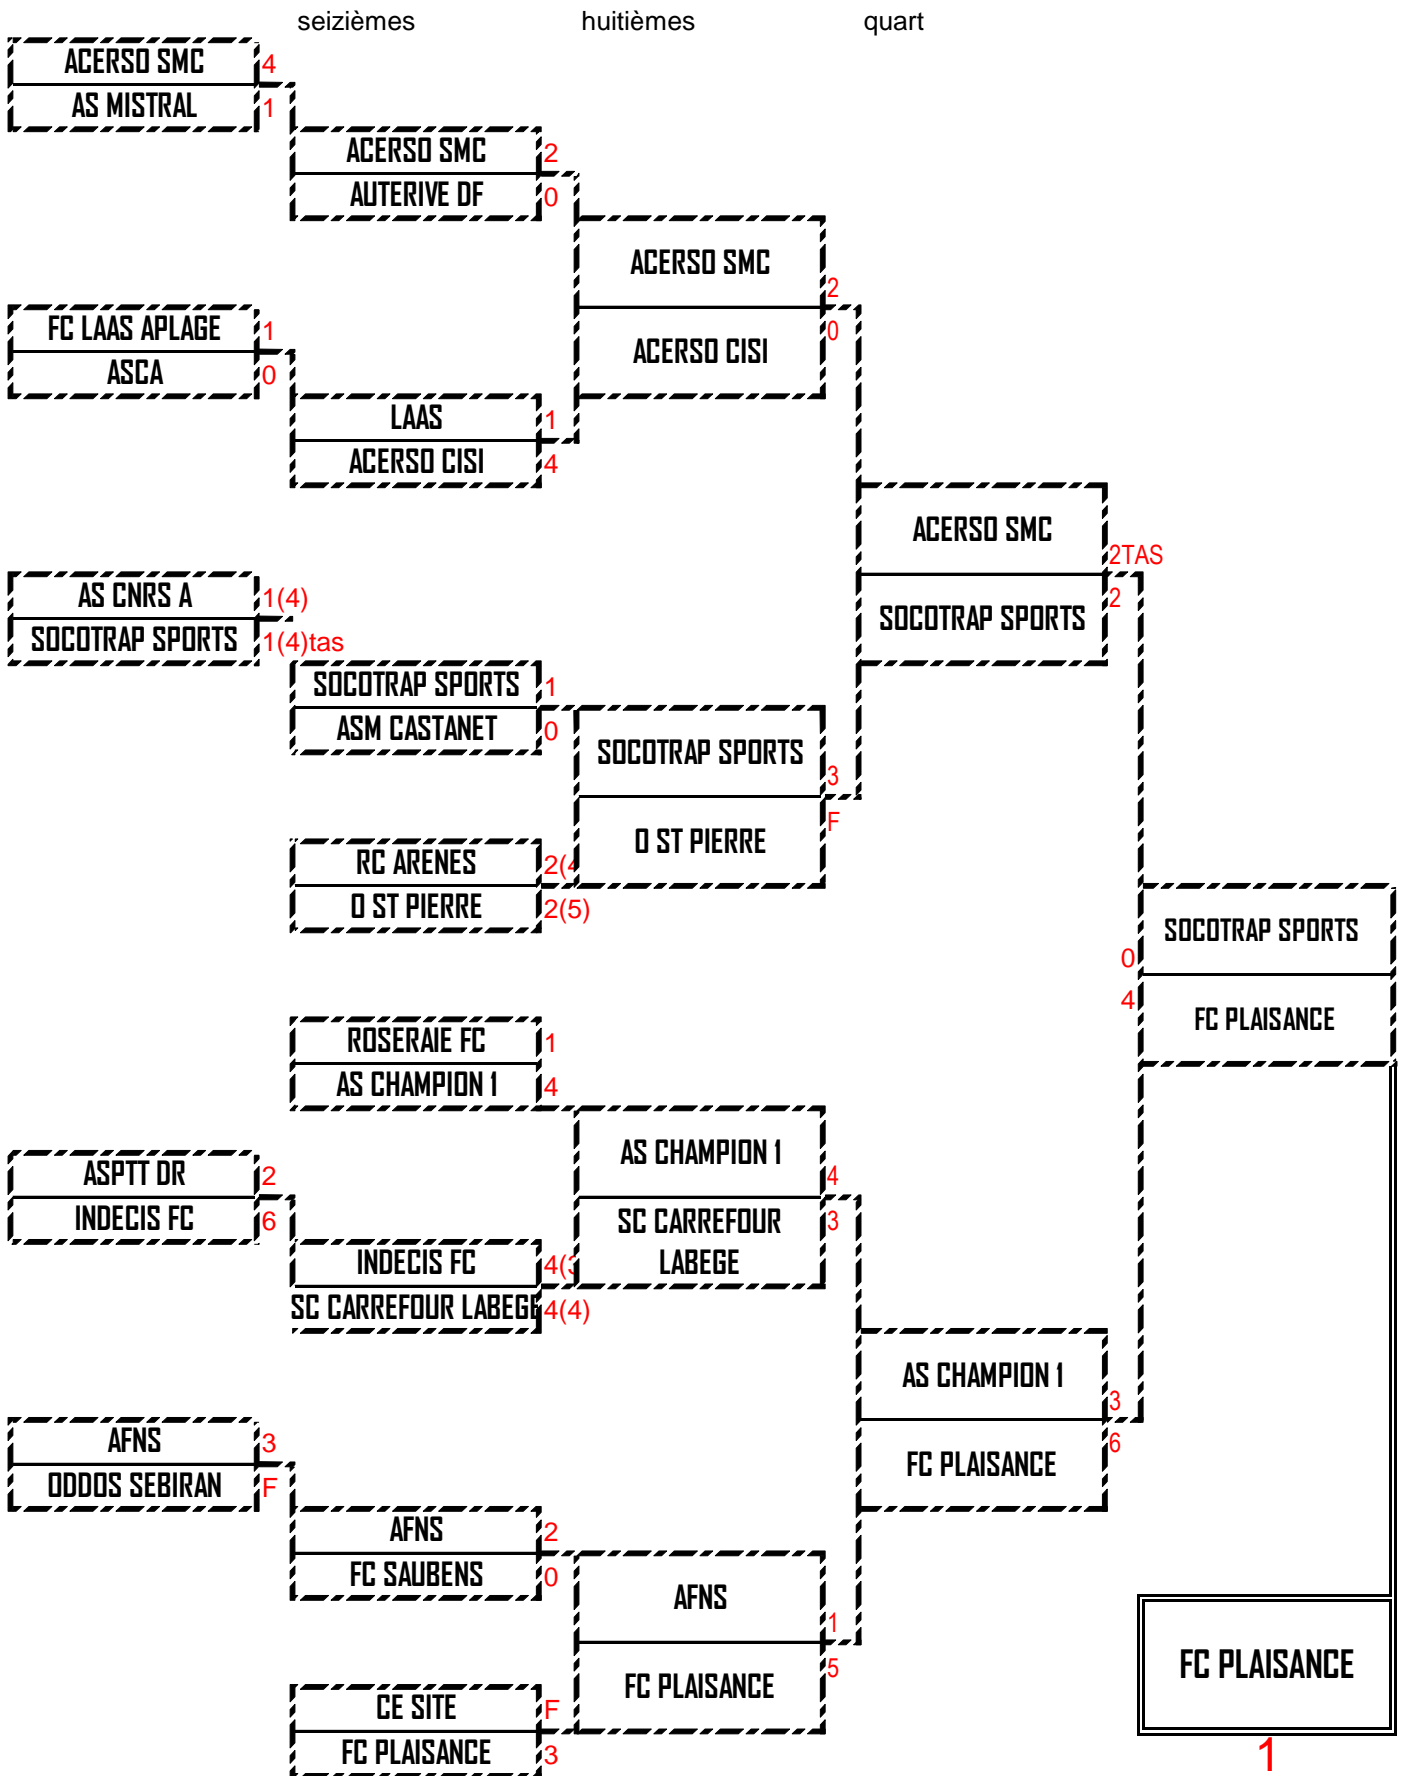 seizièmes huitièmes quart
ACERSO SMC 4
AS MISTRAL 1
ACERSO SMC 2
AUTERIVE DF 0
ACERSO SMC 2
ACERSO CISI 0
FC LAAS APLAGE 1
ASCA 0
LAAS 1
ACERSO CISI 4
ACERSO SMC 2TAS
SOCOTRAP SPORTS 2
AS CNRS A 1(4)
SOCOTRAP SPORTS 1(4)tas
SOCOTRAP SPORTS 1
ASM CASTANET 0
SOCOTRAP SPORTS 3
O ST PIERRE F
RC ARENES 2(4
O ST PIERRE 2(5)
SOCOTRAP SPORTS 0
FC PLAISANCE 4
ROSERAIE FC 1
AS CHAMPION 1 4
AS CHAMPION 1 4
SC CARREFOUR 3
LABEGE
ASPTT DR 2
INDECIS FC 6
INDECIS FC 4(3
SC CARREFOUR LABEGE 4(4)
AS CHAMPION 1 3
FC PLAISANCE 6
AFNS 3
ODDOS SEBIRAN F
AFNS 2
FC SAUBENS 0
AFNS 1
FC PLAISANCE 5
CE SITE F
FC PLAISANCE 3
FC PLAISANCE
1